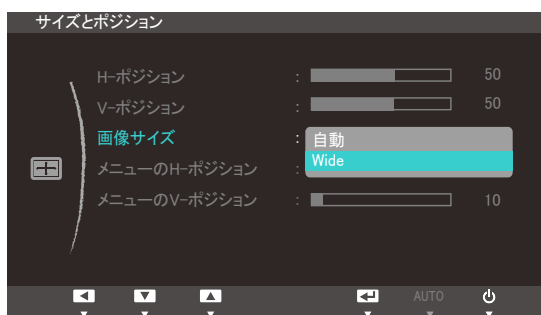 サイズとポジション
H-ポジション : 50
V-ポジション : 50
画像サイズ : 自動
Wide
メニューのH-ポジション :
メニューのV-ポジション : 10
AUTO